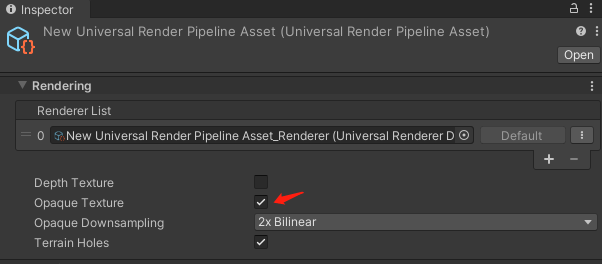 Inspector
New Universal Render Pipeline Asset (Universal Render Pipeline Asset)
Open
Rendering
Renderer List
0 New Universal Render Pipeline Asset_Renderer (Universal Renderer D Default
Depth Texture
Opaque Texture
Opaque Downsampling 2x Bilinear
Terrain Holes